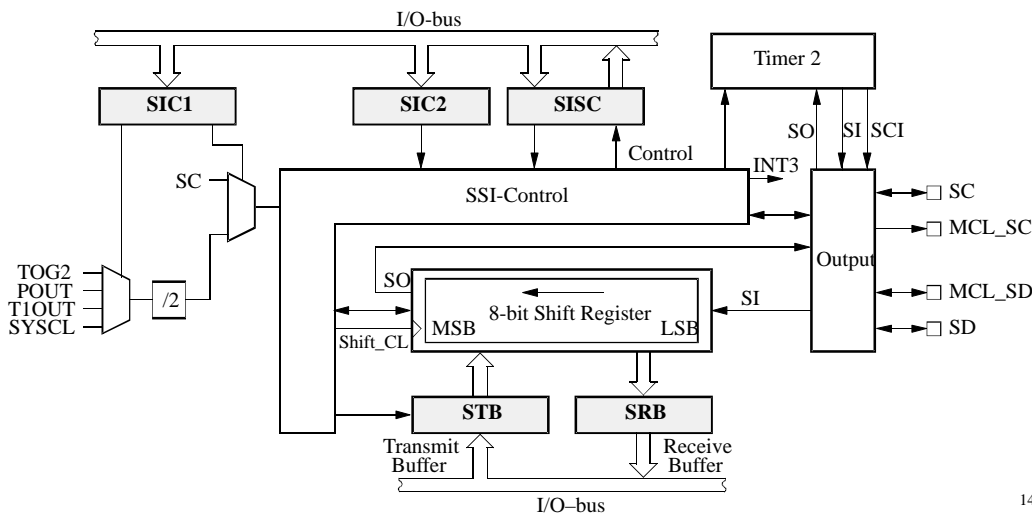 I/O-bus
Timer 2
SIC1
SIC2
SISC
SO
SI
SCI
Control
INT3
SC
SSI-Control
SC
MCL_SC
Output
TOG2
POUT
T1OUT
SYSCL
/2
SO
SI
MCL_SD
SD
8-bit Shift Register
MSB
LSB
Shift_CL
STB
SRB
Transmit
Buffer
Receive
Buffer
I/O–bus
14